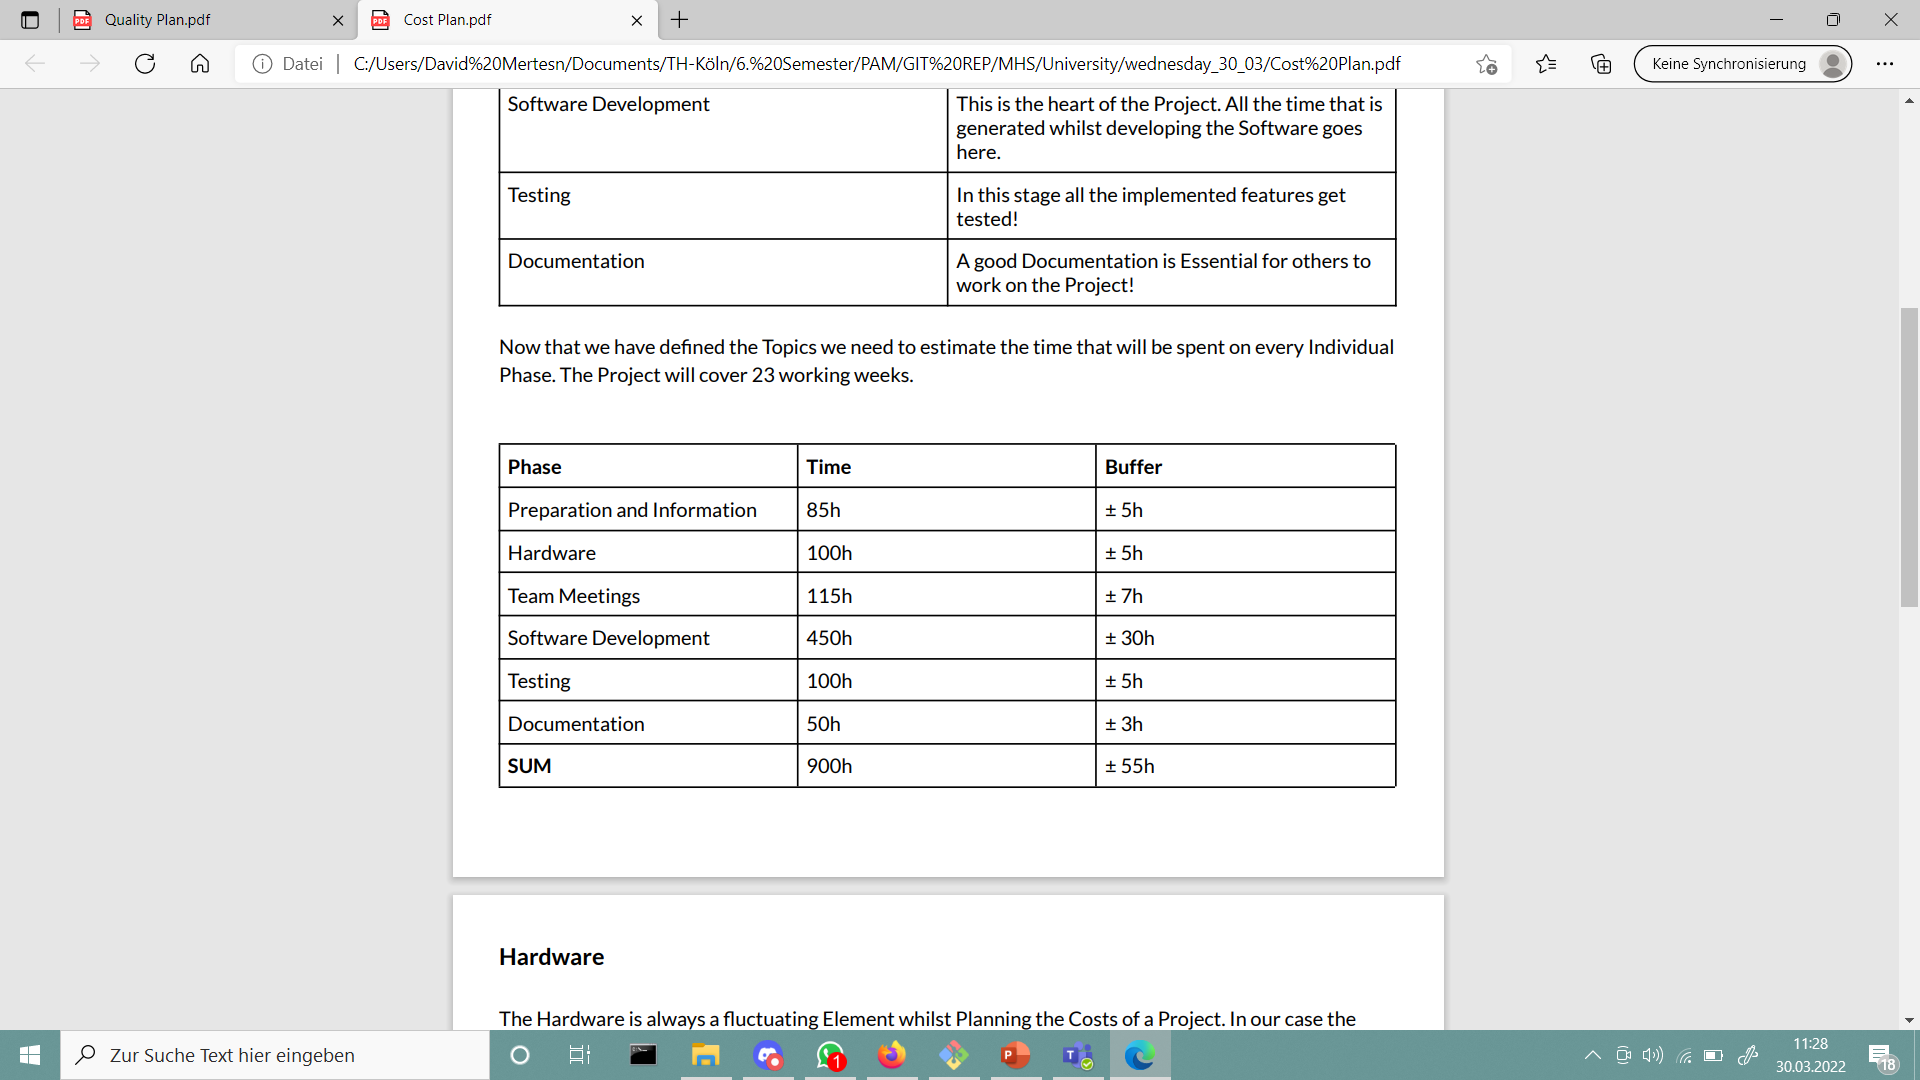 Quality Plan.pdf
Cost Plan.pdf
Datei
C:/Users/David%20Mertesn/Documents/TH-Köln/6.%20Semester/PAM/GIT%20REP/MHS/University/wednesday_30_03/Cost%20Plan.pdf
Keine Synchronisierung
Software Development
This is the heart of the Project. All the time that is
generated whilst developing the Software goes
here.
Testing
In this stage all the implemented features get
tested!
Documentation
A good Documentation is Essential for others to
work on the Project!
Now that we have defined the Topics we need to estimate the time that will be spent on every Individual
Phase. The Project will cover 23 working weeks.
Phase Time Buffer
Preparation and Information 85h ± 5h
Hardware 100h ± 5h
Team Meetings 115h ± 7h
Software Development 450h ± 30h
Testing 100h ± 5h
Documentation 50h ± 3h
SUM 900h ± 55h
Hardware
The Hardware is always a fluctuating Element whilst Planning the Costs of a Project. In our case the
Zur Suche Text hier eingeben
1
11:28
30.03.2022
18